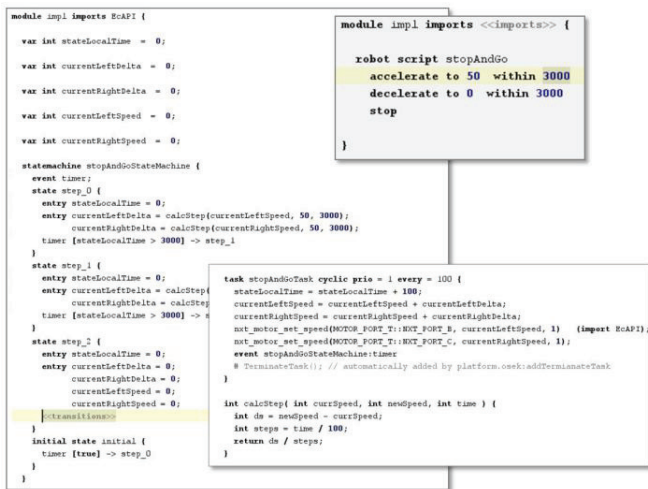 module impl imports EcAPI {
var int stateLocalTime = 0;
var int currentLeftDelta = 0;
var int currentRightDelta = 0;
var int currentLeftSpeed = 0;
var int currentRightSpeed = 0;
statemachine stopAndGoStateMachine {
event timer;
state step_0 {
entry stateLocalTime = 0;
entry currentLeftDelta = calcStep(currentLeftSpeed, 50, 3000);
currentRightDelta = calcStep(currentRightSpeed, 50, 3000);
timer [stateLocalTime > 3000] -> step_1
}
state step_1 {
entry stateLocalTime = 0;
entry currentLeftDelta = calcStep(
currentRightDelta = calcStep
timer [stateLocalTime > 3000] -> s
}
state step_2 {
entry stateLocalTime = 0;
entry currentLeftDelta = 0;
currentRightDelta = 0;
currentLeftSpeed = 0;
currentRightSpeed = 0;
<<transitions>>
}
initial state initial {
timer [true] -> step_0
}
}
module impl imports <<imports>> {
robot script stopAndGo
accelerate to 50 within 3000
decelerate to 0 within 3000
stop
}
task stopAndGoTask cyclic prio = 1 every = 100 {
stateLocalTime = stateLocalTime + 100;
currentLeftSpeed = currentLeftSpeed + currentLeftDelta;
currentRightSpeed = currentRightSpeed + currentRightDelta;
nxt_motor_set_speed(MOTOR_PORT_T::NXT_PORT_B, currentLeftSpeed, 1) (import EcAPI);
nxt_motor_set_speed(MOTOR_PORT_T::NXT_PORT_C, currentRightSpeed, 1);
event stopAndGoStateMachine:timer
# TerminateTask(); // automatically added by platform.osek:addTermianateTask
}
int calcStep( int currSpeed, int newSpeed, int time ) {
int ds = newSpeed - currSpeed;
int steps = time / 100;
return ds / steps;
}